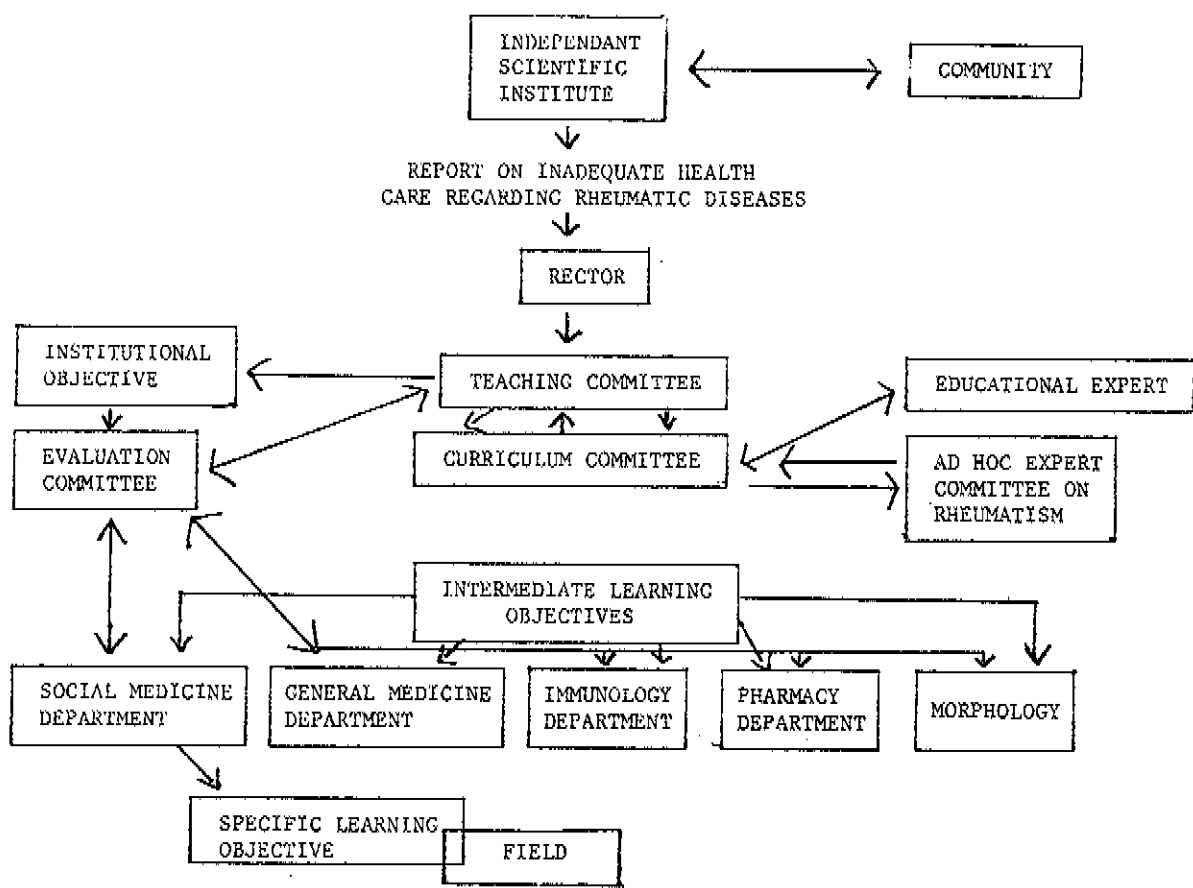 INDEPENDANT
SCIENTIFIC
INSTITUTE
COMMUNITY
REPORT ON INADEQUATE HEALTH
CARE REGARDING RHEUMATIC DISEASES
RECTOR
INSTITUTIONAL
OBJECTIVE
TEACHING COMMITTEE
EDUCATIONAL EXPERT
EVALUATION
COMMITTEE
CURRICULUM COMMITTEE
AD HOC EXPERT
COMMITTEE ON
RHEUMATISM
INTERMEDIATE LEARNING
OBJECTIVES
SOCIAL MEDICINE
DEPARTMENT
GENERAL MEDICINE
DEPARTMENT
IMMUNOLOGY
DEPARTMENT
PHARMACY
DEPARTMENT
MORPHOLOGY
SPECIFIC LEARNING
OBJECTIVE
FIELD